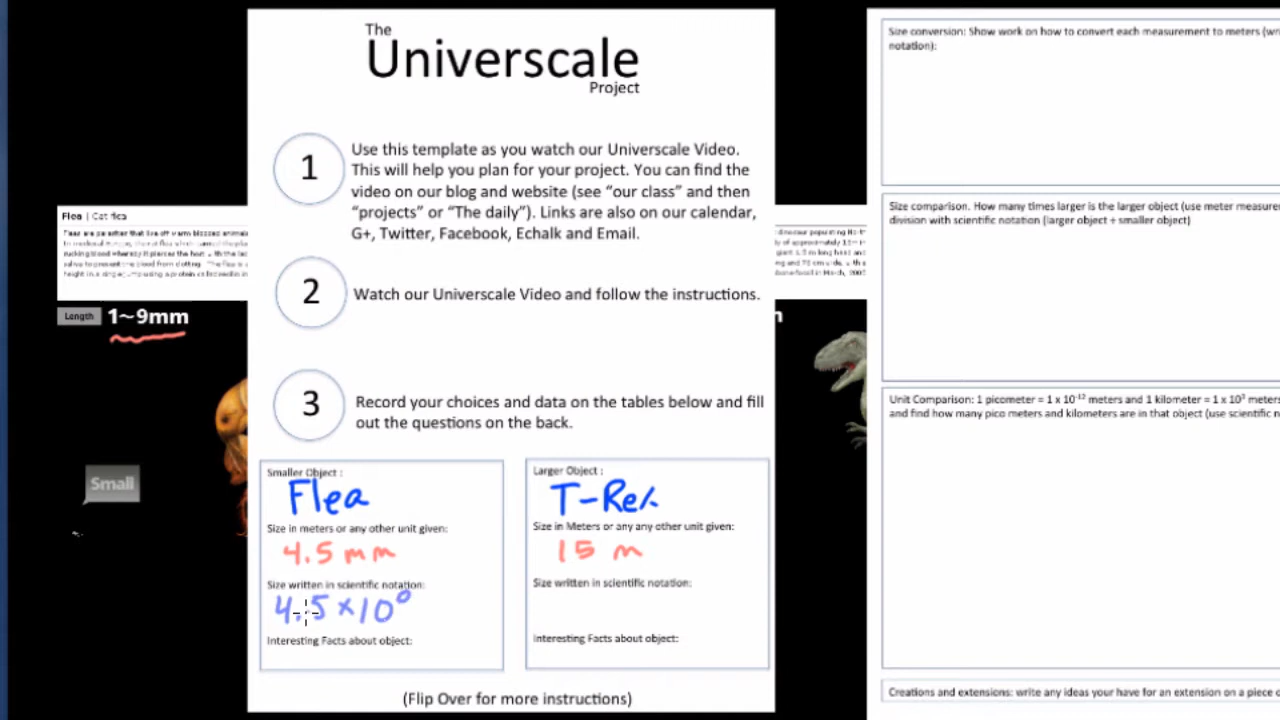 The
Universcale
Project
1
Use this template as you watch our Universcale Video.
This will help you plan for your project. You can find the
video on our blog and website (see “our class” and then
“projects” or “The daily”). Links are also on our calendar,
G+, Twitter, Facebook, Echalk and Email.
2
Watch our Universcale Video and follow the instructions.
3
Record your choices and data on the tables below and fill
out the questions on the back.
Smaller Object :
Flea
Size in meters or any other unit given:
4.5 mm
Size written in scientific notation:
4.5 x 10⁰
Interesting Facts about object:
Larger Object :
T-Rex
Size in Meters or any any other unit given:
15 m
Size written in scientific notation:
Interesting Facts about object:
(Flip Over for more instructions)
Flea | Cat flea
Length 1~9mm
Small
Size conversion: Show work on how to convert each measurement to meters
notation):
Size comparison. How many times larger is the larger object (use meter
division with scientific notation (larger object ÷ smaller object)
Unit Comparison: 1 picometer = 1 x 10⁻¹² meters and 1 kilometer = 1 x 10³ meters
and find how many pico meters and kilometers are in that object (use scientific
Creations and extensions: write any ideas your have for an extension on a piece